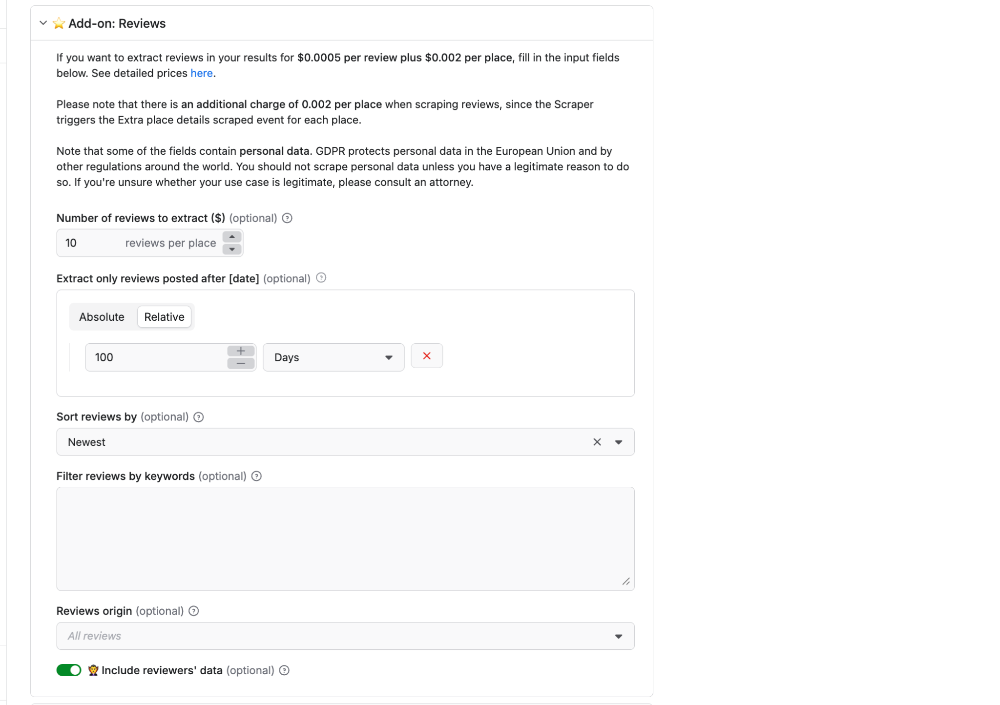 Add-on: Reviews
If you want to extract reviews in your results for $0.0005 per review plus $0.002 per place, fill in the input fields
below. See detailed prices here.
Please note that there is an additional charge of 0.002 per place when scraping reviews, since the Scraper
triggers the Extra place details scraped event for each place.
Note that some of the fields contain personal data. GDPR protects personal data in the European Union and by
other regulations around the world. You should not scrape personal data unless you have a legitimate reason to do
so. If you're unsure whether your use case is legitimate, please consult an attorney.
Number of reviews to extract ($) (optional)
10 reviews per place
Extract only reviews posted after [date] (optional)
Absolute Relative
100 Days
Sort reviews by (optional)
Newest
Filter reviews by keywords (optional)
Reviews origin (optional)
All reviews
Include reviewers' data (optional)